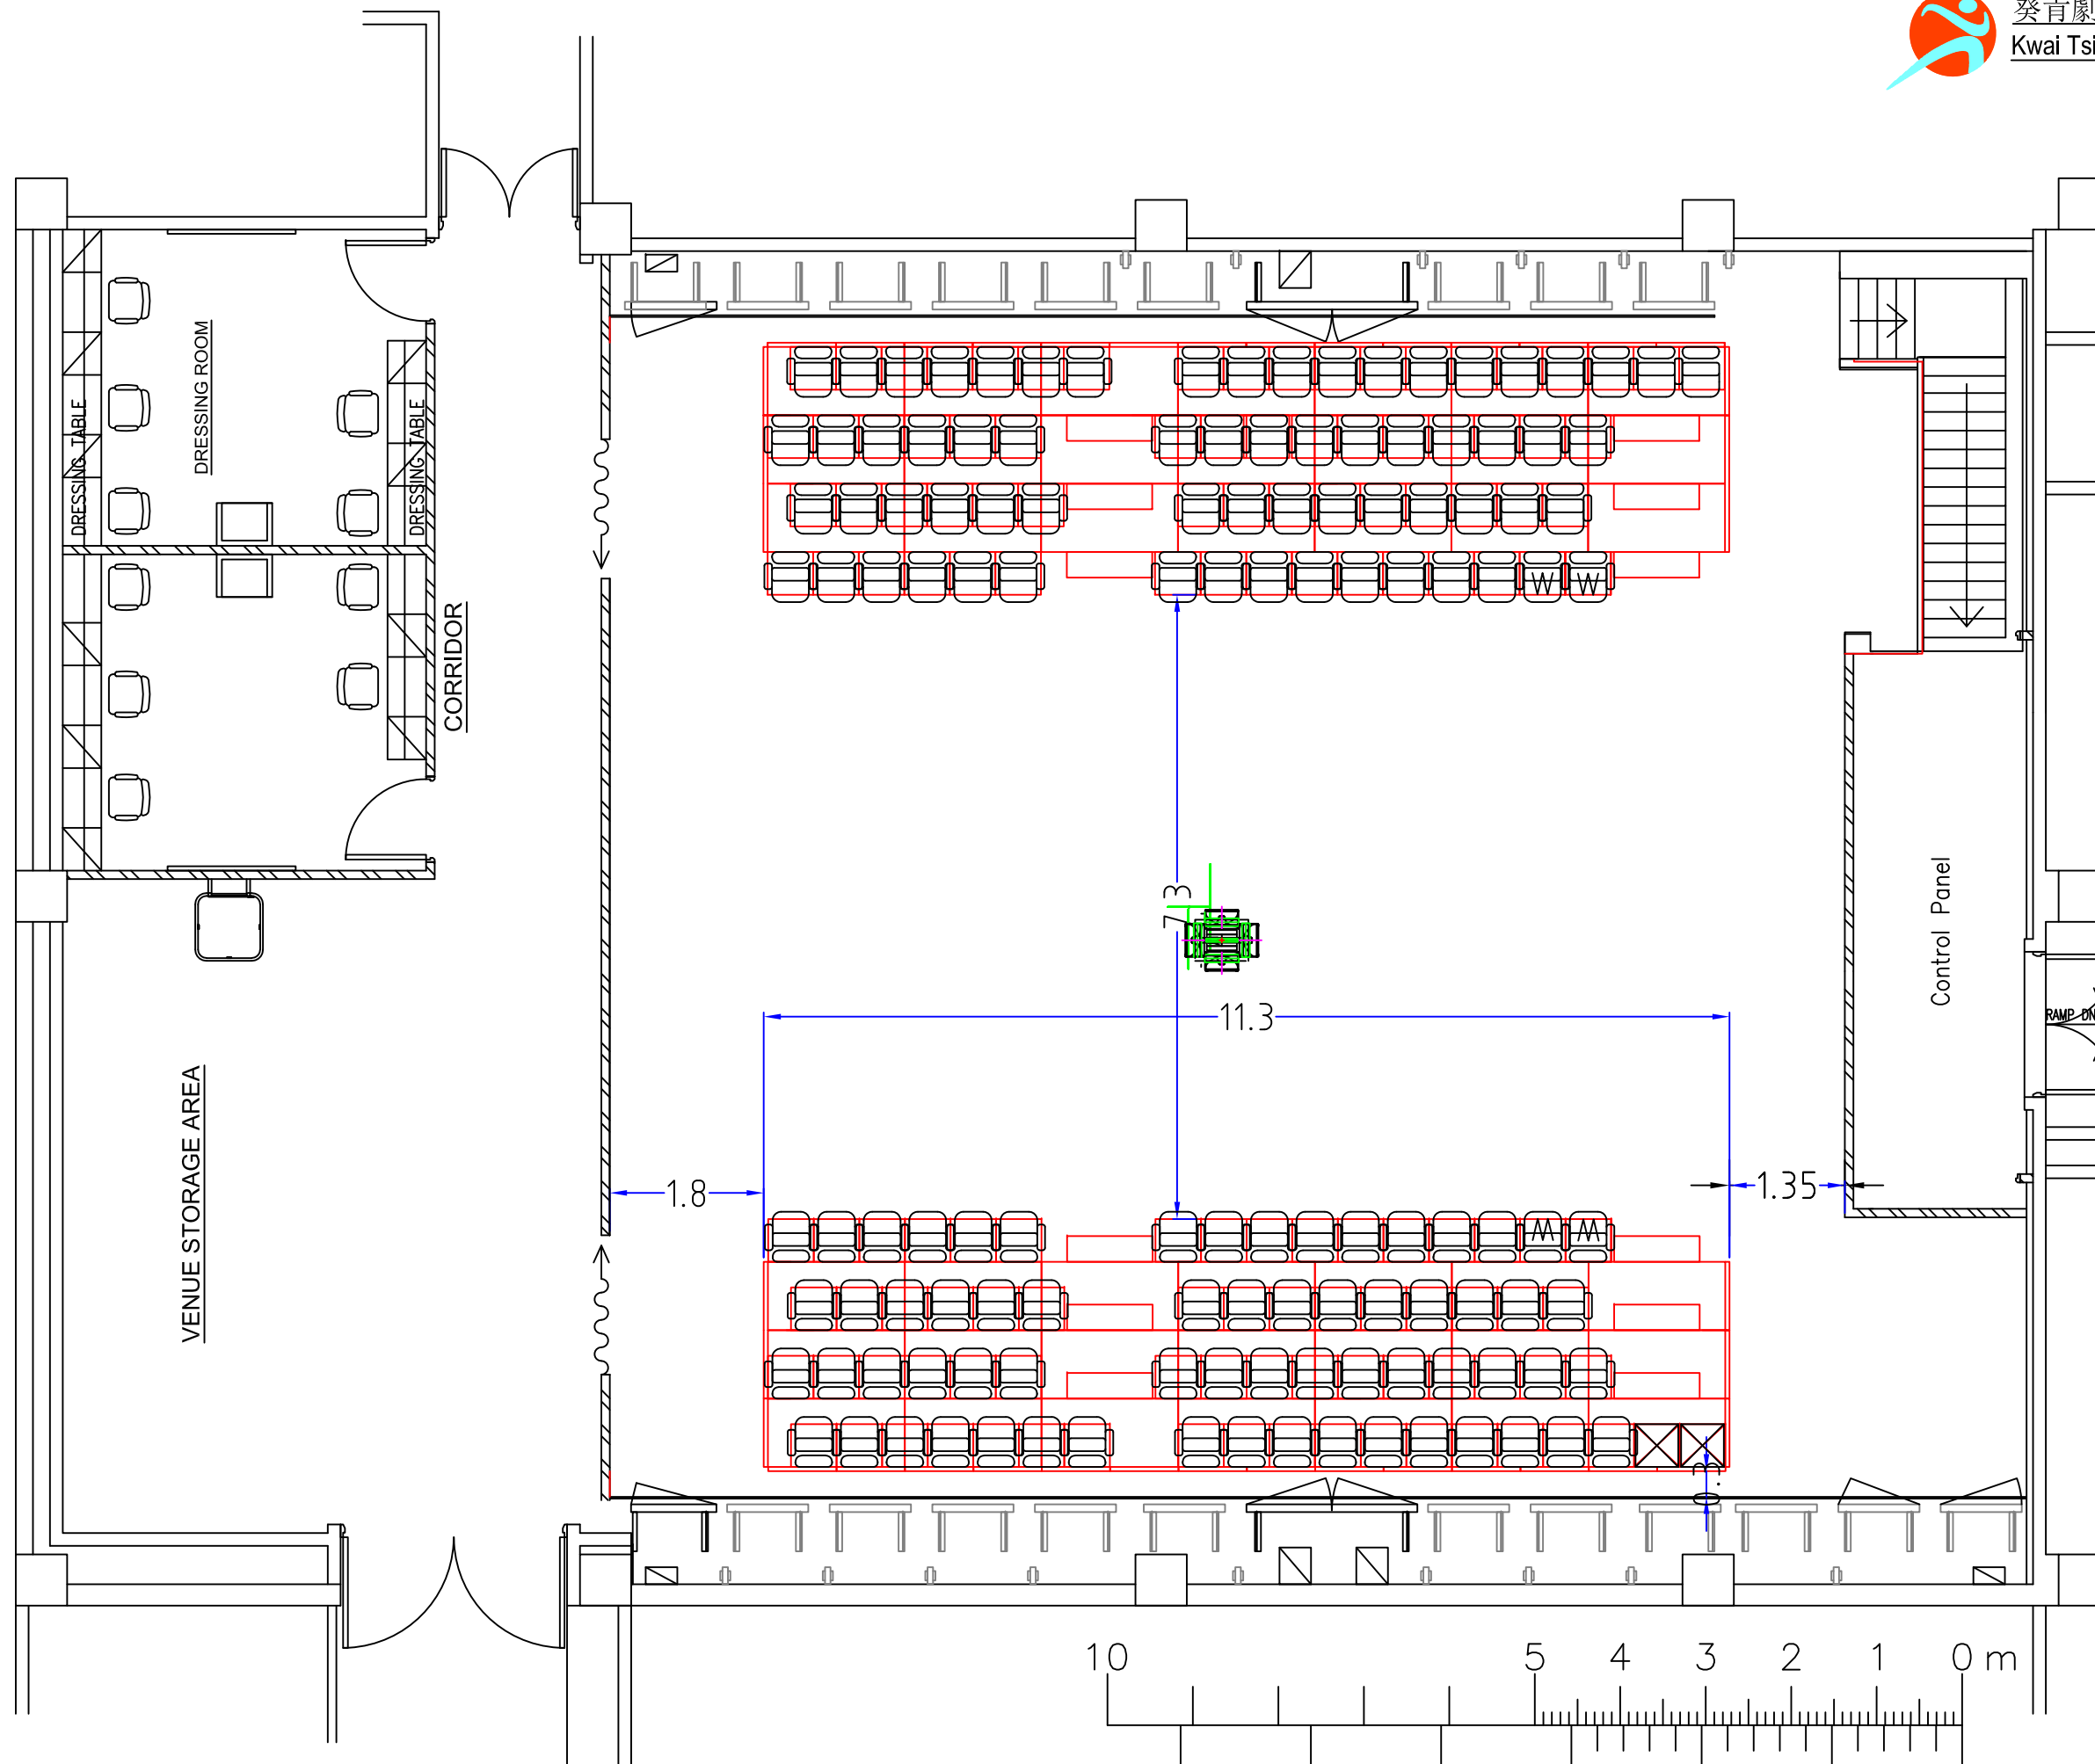 Kwai Tsi
DRESSING ROOM
DRESSING TABLE
DRESSING TABLE
CORRIDOR
VENUE STORAGE AREA
W W
7.3
11.3
Control Panel
RAMP DN
1.8
1.35
W W
0.
10 5 4 3 2 1 0 m